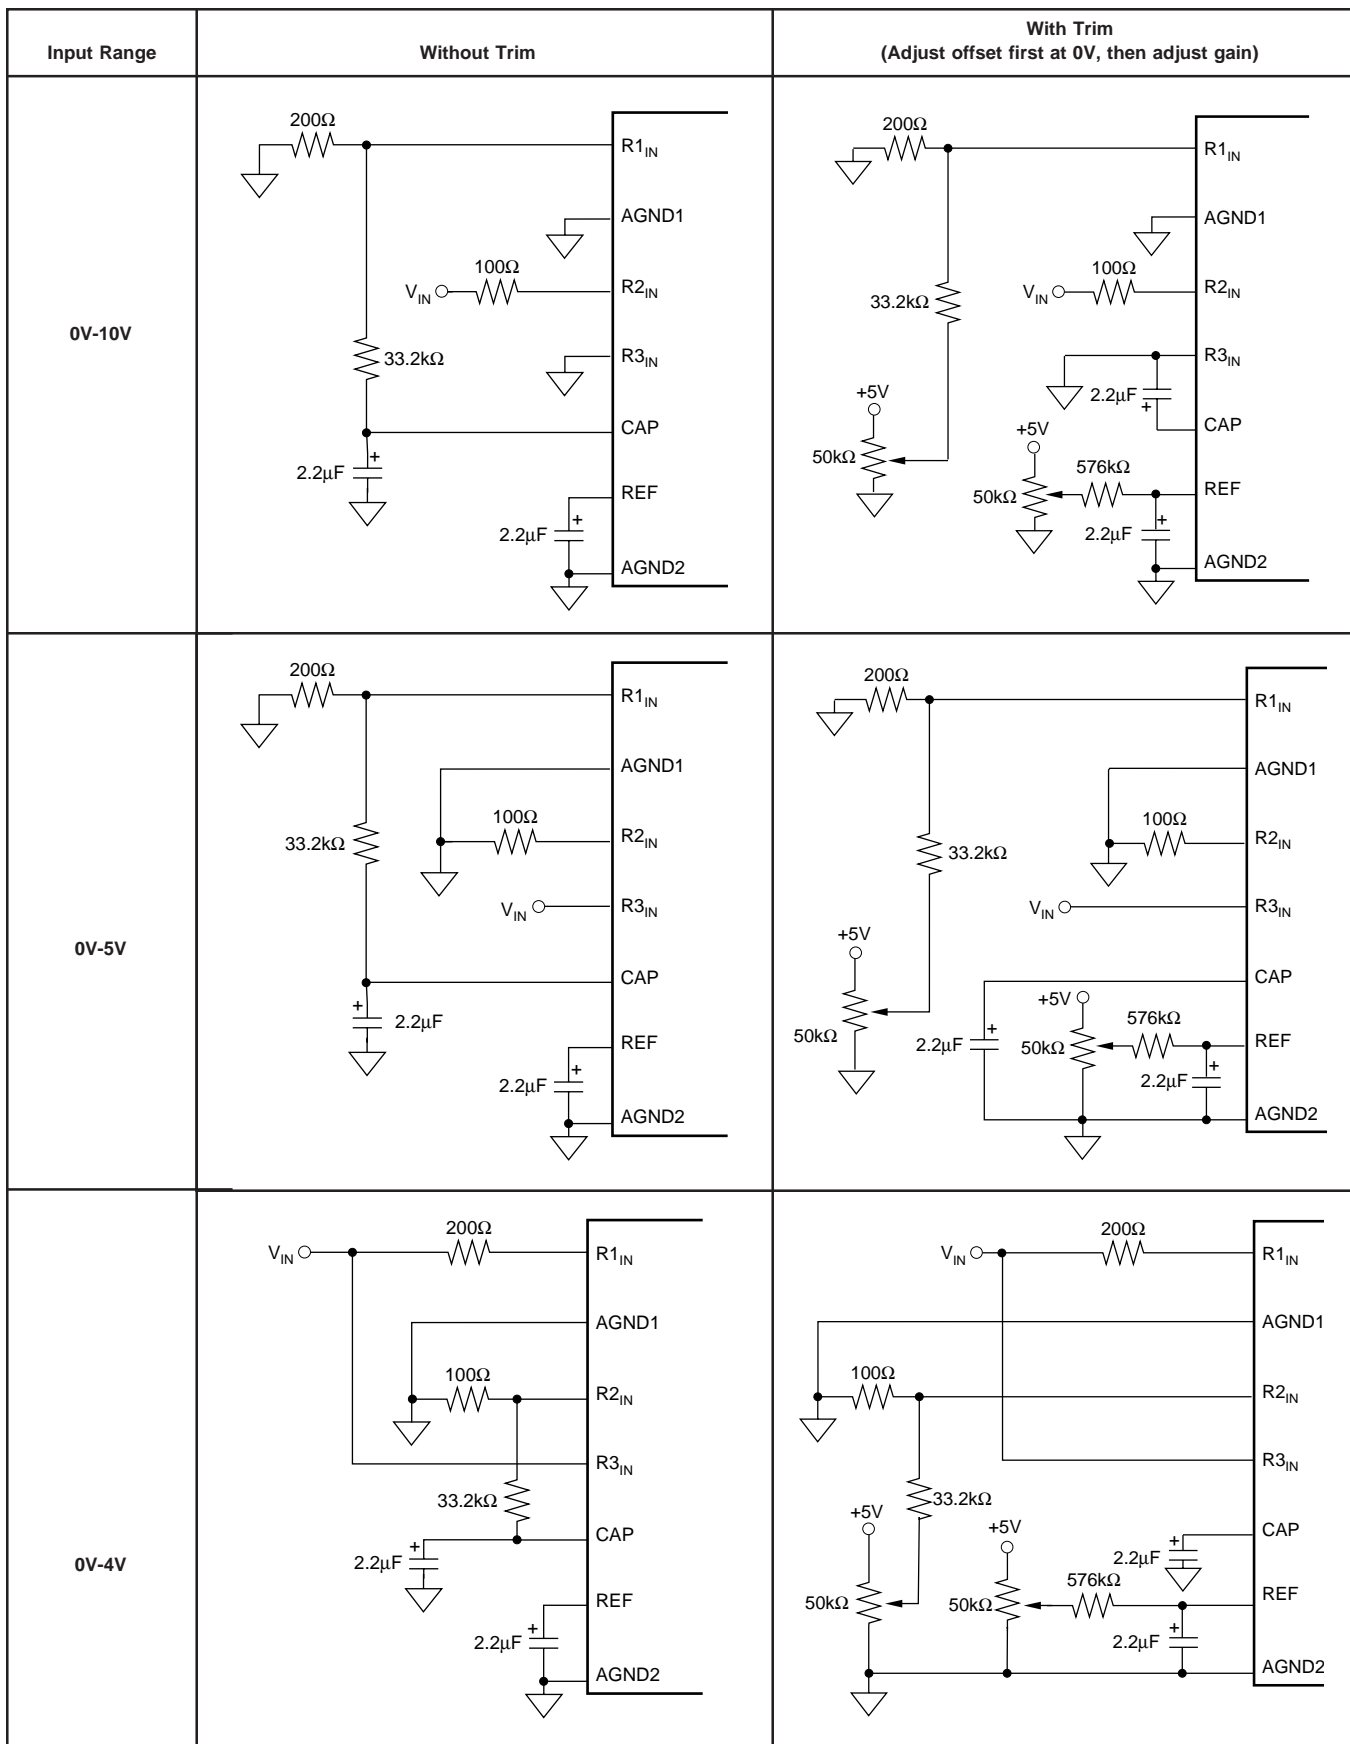 Input Range
Without Trim
With Trim
(Adjust offset first at 0V, then adjust gain)
0V-10V
200Ω
R1IN
AGND1
100Ω
VIN
R2IN
33.2kΩ
R3IN
CAP
+
2.2μF
REF
+
2.2μF
AGND2
200Ω
R1IN
AGND1
100Ω
VIN
R2IN
33.2kΩ
R3IN
2.2μF
+
+5V
CAP
+5V
50kΩ
576kΩ
REF
50kΩ
+
2.2μF
AGND2
0V-5V
200Ω
R1IN
AGND1
100Ω
R2IN
33.2kΩ
VIN
R3IN
CAP
+
2.2μF
REF
+
2.2μF
AGND2
200Ω
R1IN
AGND1
100Ω
R2IN
33.2kΩ
VIN
R3IN
+5V
CAP
+5V
576kΩ
+
50kΩ
2.2μF
50kΩ
REF
+
2.2μF
AGND2
0V-4V
200Ω
VIN
R1IN
AGND1
100Ω
R2IN
R3IN
33.2kΩ
CAP
+
2.2μF
REF
+
2.2μF
AGND2
200Ω
VIN
R1IN
AGND1
100Ω
R2IN
R3IN
33.2kΩ
+5V
+5V
CAP
+
2.2μF
576kΩ
REF
50kΩ
50kΩ
+
2.2μF
AGND2